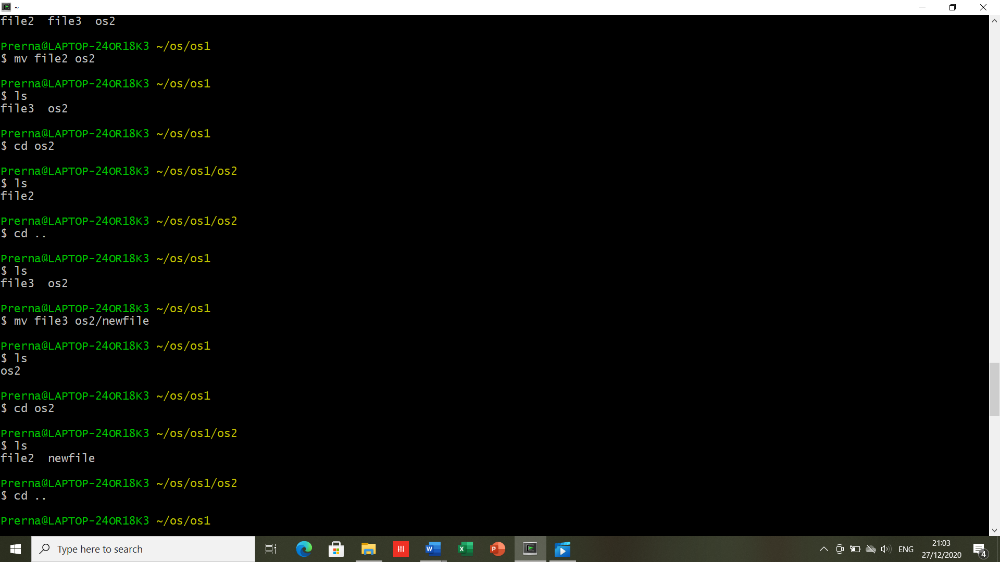 ~
file2  file3  os2
Prerna@LAPTOP-24OR18K3 ~/os/os1
$ mv file2 os2
Prerna@LAPTOP-24OR18K3 ~/os/os1
$ ls
file3  os2
Prerna@LAPTOP-24OR18K3 ~/os/os1
$ cd os2
Prerna@LAPTOP-24OR18K3 ~/os/os1/os2
$ ls
file2
Prerna@LAPTOP-24OR18K3 ~/os/os1/os2
$ cd ..
Prerna@LAPTOP-24OR18K3 ~/os/os1
$ ls
file3  os2
Prerna@LAPTOP-24OR18K3 ~/os/os1
$ mv file3 os2/newfile
Prerna@LAPTOP-24OR18K3 ~/os/os1
$ ls
os2
Prerna@LAPTOP-24OR18K3 ~/os/os1
$ cd os2
Prerna@LAPTOP-24OR18K3 ~/os/os1/os2
$ ls
file2  newfile
Prerna@LAPTOP-24OR18K3 ~/os/os1/os2
$ cd ..
Prerna@LAPTOP-24OR18K3 ~/os/os1
Type here to search
W
X
P
ENG
21:03
27/12/2020
4